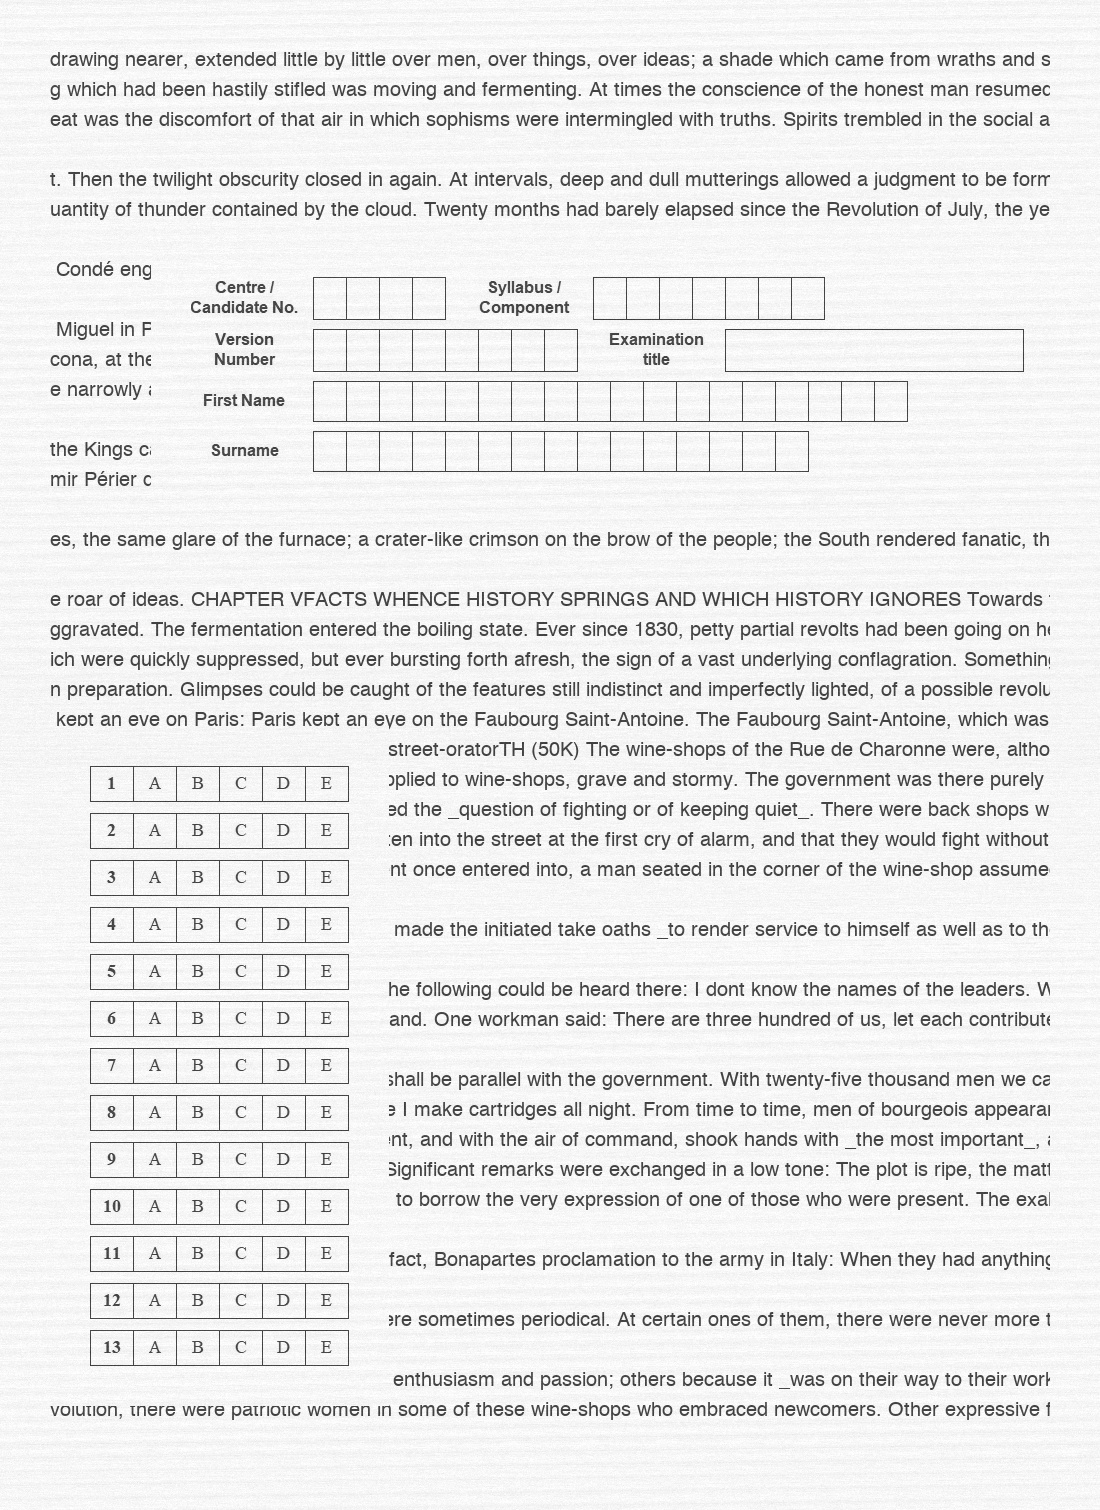 drawing nearer, extended little by little over men, over things, over ideas; a shade which came from wraths and s
g which had been hastily stifled was moving and fermenting. At times the conscience of the honest man resumed
eat was the discomfort of that air in which sophisms were intermingled with truths. Spirits trembled in the social a
t. Then the twilight obscurity closed in again. At intervals, deep and dull mutterings allowed a judgment to be form
uantity of thunder contained by the cloud. Twenty months had barely elapsed since the Revolution of July, the ye
Condé eng
Centre / Candidate No.
Syllabus / Component
Miguel in
Version Number
Examination title
cona, at the
e narrowly
First Name
the Kings
Surname
mir Périer
es, the same glare of the furnace; a crater-like crimson on the brow of the people; the South rendered fanatic, th
e roar of ideas. CHAPTER VFACTS WHENCE HISTORY SPRINGS AND WHICH HISTORY IGNORES Towards
ggravated. The fermentation entered the boiling state. Ever since 1830, petty partial revolts had been going on
ich were quickly suppressed, but ever bursting forth afresh, the sign of a vast underlying conflagration. Something
n preparation. Glimpses could be caught of the features still indistinct and imperfectly lighted, of a possible revolu
kept an eye on Paris: Paris kept an eye on the Faubourg Saint-Antoine. The Faubourg Saint-Antoine, which was
street-oratorTH (50K) The wine-shops of the Rue de Charonne were, altho
1 A B C D E
pplied to wine-shops, grave and stormy. The government was there purely
ed the _question of fighting or of keeping quiet_. There were back shops w
2 A B C D E
ten into the street at the first cry of alarm, and that they would fight without
3 A B C D E
nt once entered into, a man seated in the corner of the wine-shop assume
4 A B C D E
made the initiated take oaths _to render service to himself as well as to th
5 A B C D E
he following could be heard there: I dont know the names of the leaders.
6 A B C D E
and. One workman said: There are three hundred of us, let each contribute
7 A B C D E
shall be parallel with the government. With twenty-five thousand men we ca
8 A B C D E
e I make cartridges all night. From time to time, men of bourgeois appearan
ent, and with the air of command, shook hands with _the most important_,
9 A B C D E
Significant remarks were exchanged in a low tone: The plot is ripe, the matt
10 A B C D E
to borrow the very expression of one of those who were present. The exal
11 A B C D E
fact, Bonapartes proclamation to the army in Italy: When they had anything
12 A B C D E
ere sometimes periodical. At certain ones of them, there were never more
13 A B C D E
enthusiasm and passion; others because it _was on their way to their work
volution, there were patriotic women in some of these wine-shops who embraced newcomers. Other expressive f